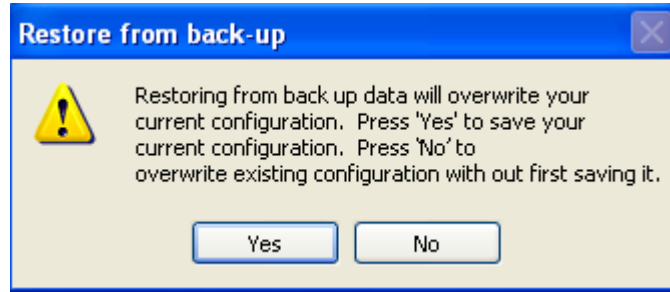 Restore from back-up
Restoring from back up data will overwrite your
current configuration.  Press 'Yes' to save your
current configuration.  Press 'No' to
overwrite existing configuration with out first saving it.
Yes
No